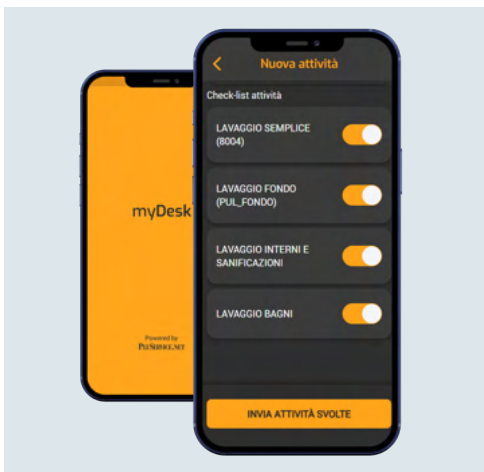 myDesk
Powered by
PLUSERVICE.NET
Nuova attività
Check-list attività
LAVAGGIO SEMPLICE
(8004)
LAVAGGIO FONDO
(PUL_FONDO)
LAVAGGIO INTERNI E
SANIFICAZIONI
LAVAGGIO BAGNI
INVIA ATTIVITÀ SVOLTE